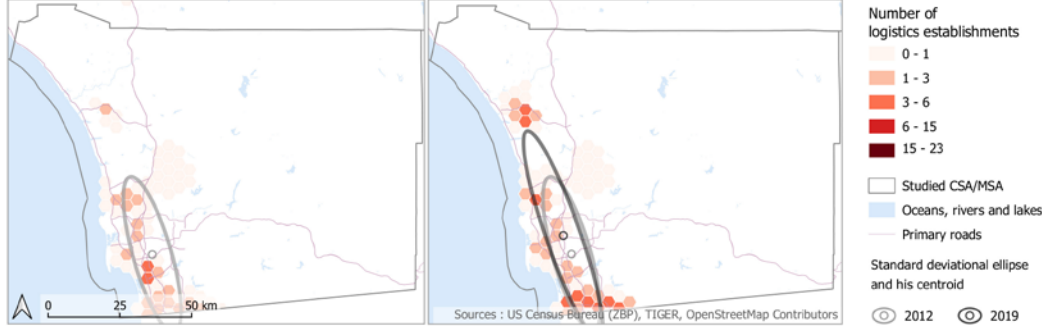 0 25 50 km
Sources : US Census Bureau (ZBP), TIGER, OpenStreetMap Contributors
Number of
logistics establishments
0 - 1
1 - 3
3 - 6
6 - 15
15 - 23
Studied CSA/MSA
Oceans, rivers and lakes
Primary roads
Standard deviational ellipse
and his centroid
2012 2019